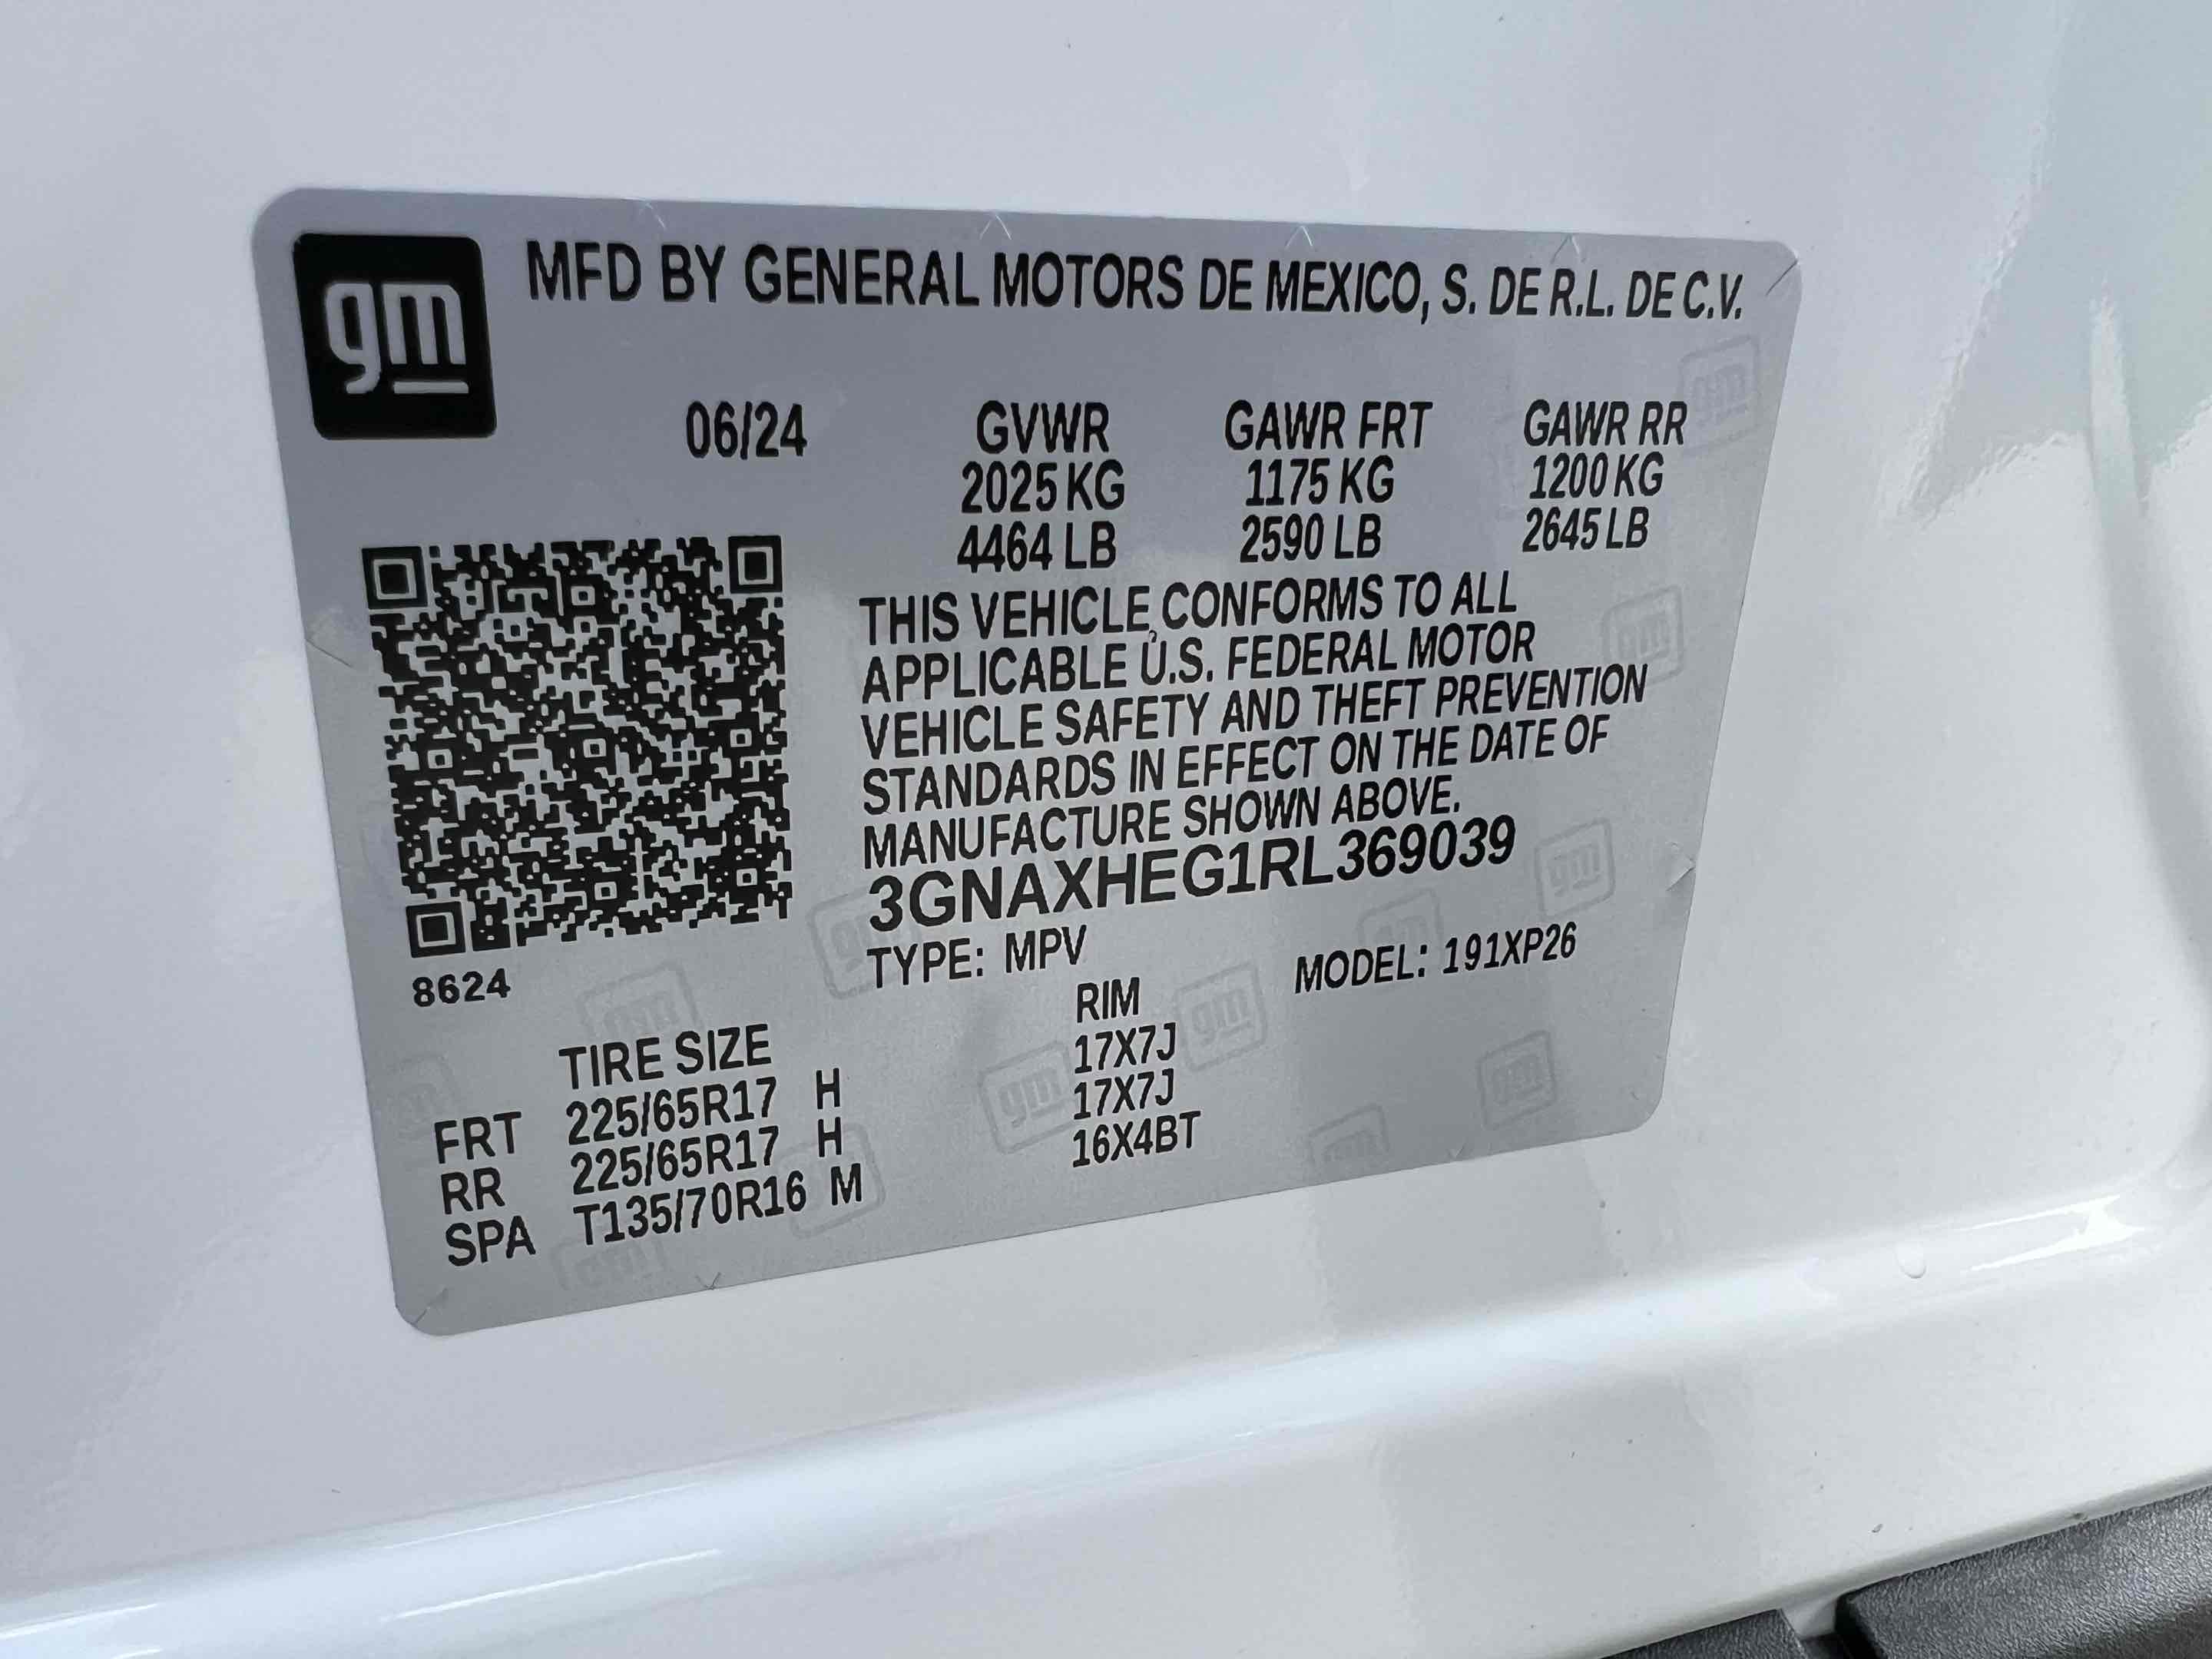 gm
MFD BY GENERAL MOTORS DE MEXICO, S. DE R.L. DE C.V.
06/24 GVWR GAWR FRT GAWR RR
2025 KG 1175 KG 1200 KG
4464 LB 2590 LB 2645 LB
THIS VEHICLE CONFORMS TO ALL
APPLICABLE U.S. FEDERAL MOTOR
VEHICLE SAFETY AND THEFT PREVENTION
STANDARDS IN EFFECT ON THE DATE OF
MANUFACTURE SHOWN ABOVE.
3GNAXHEG1RL369039
TYPE: MPV MODEL: 191XP26
8624
TIRE SIZE RIM
FRT 225/65R17 H 17X7J
RR 225/65R17 H 17X7J
SPA T135/70R16 M 16X4BT